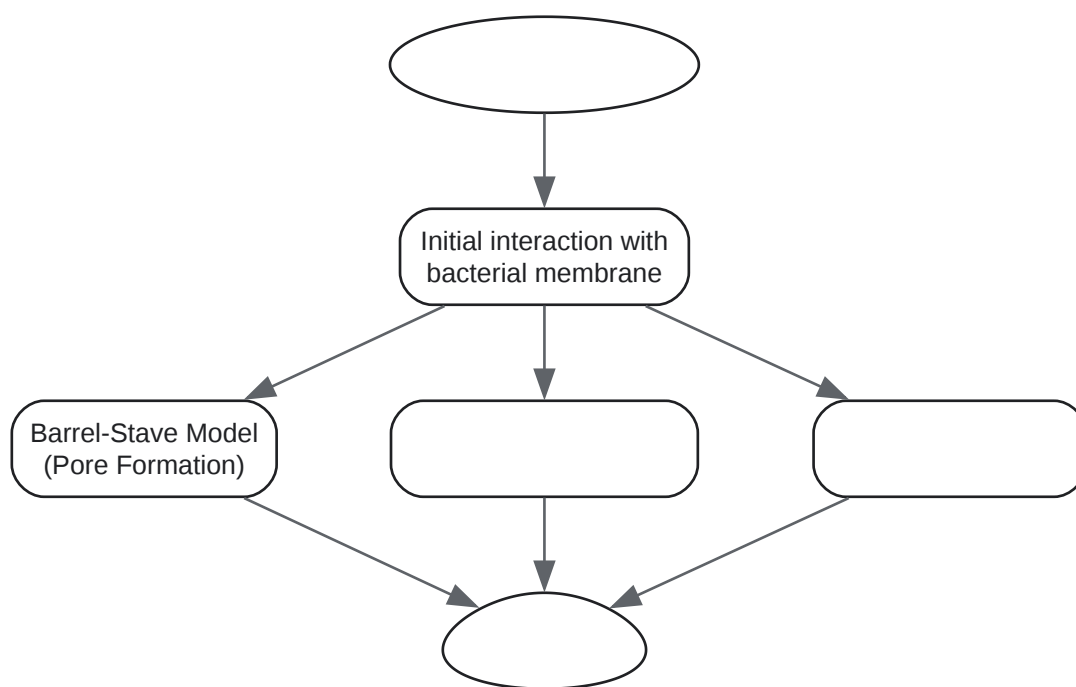 Initial interaction with
bacterial membrane
Barrel-Stave Model
(Pore Formation)